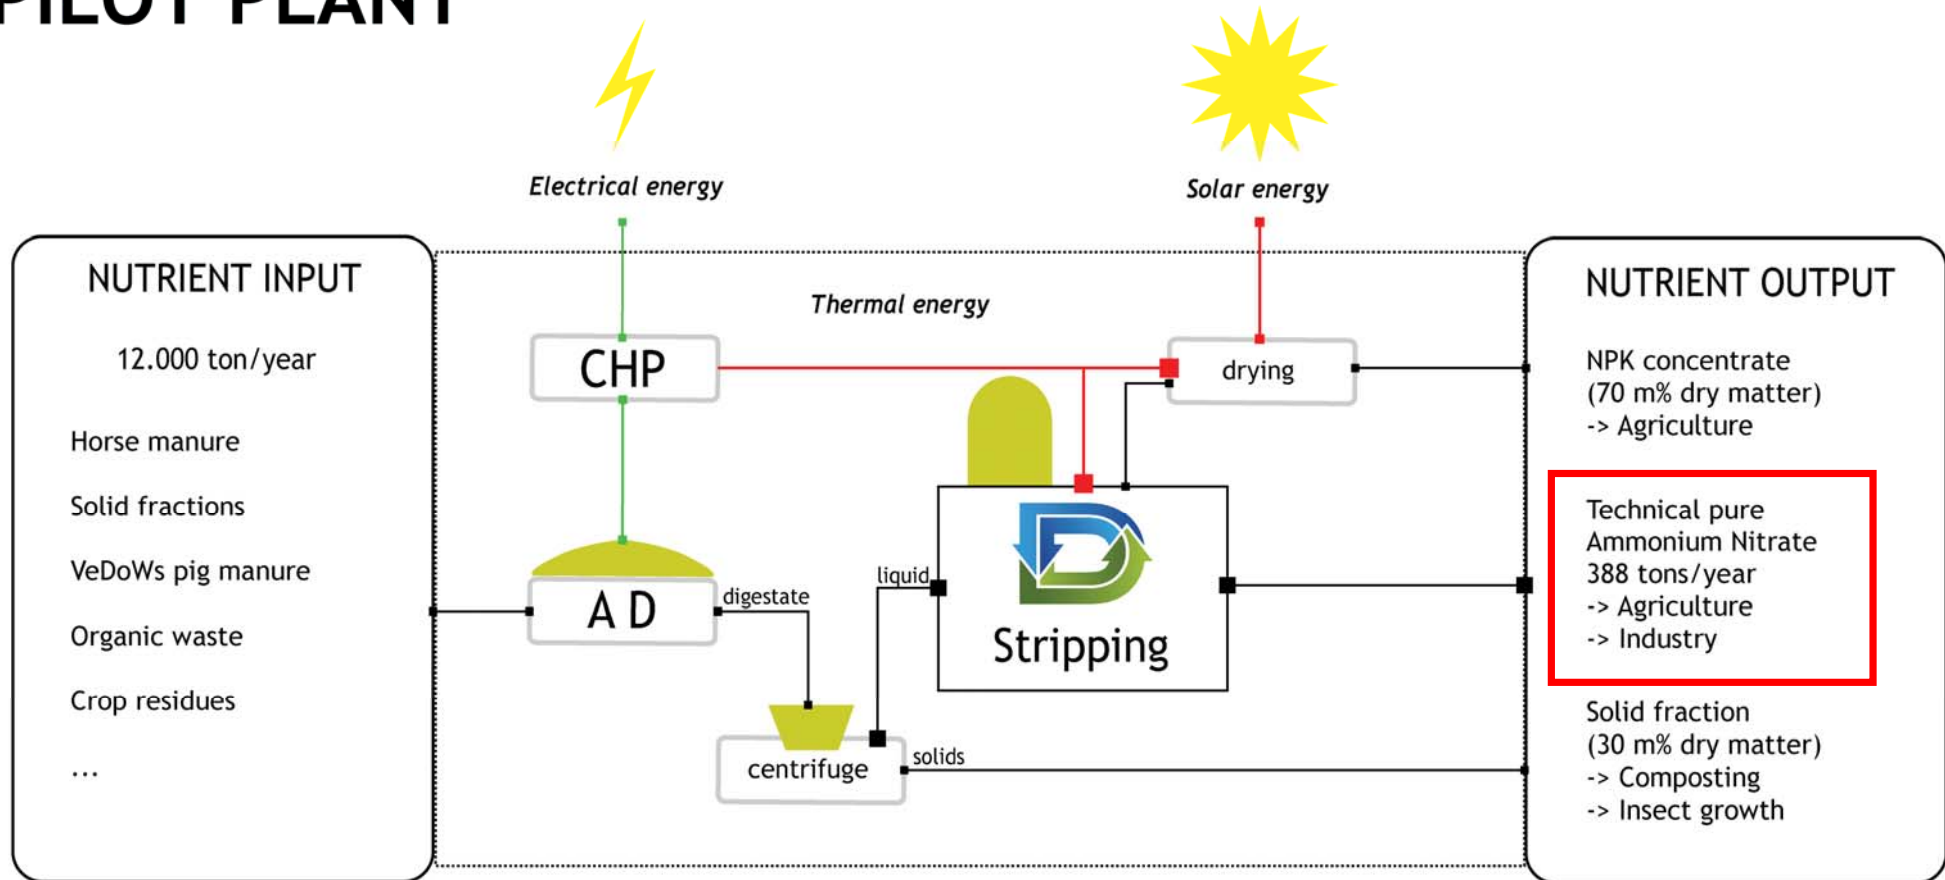 PILOT PLANT
Electrical energy
Solar energy
NUTRIENT INPUT
12.000 ton/year
Horse manure
Solid fractions
VeDoWs pig manure
Organic waste
Crop residues
...
Thermal energy
CHP
drying
A D
digestate
liquid
D
Stripping
centrifuge
solids
NUTRIENT OUTPUT
NPK concentrate
(70 m% dry matter)
-> Agriculture
Technical pure
Ammonium Nitrate
388 tons/year
-> Agriculture
-> Industry
Solid fraction
(30 m% dry matter)
-> Composting
-> Insect growth